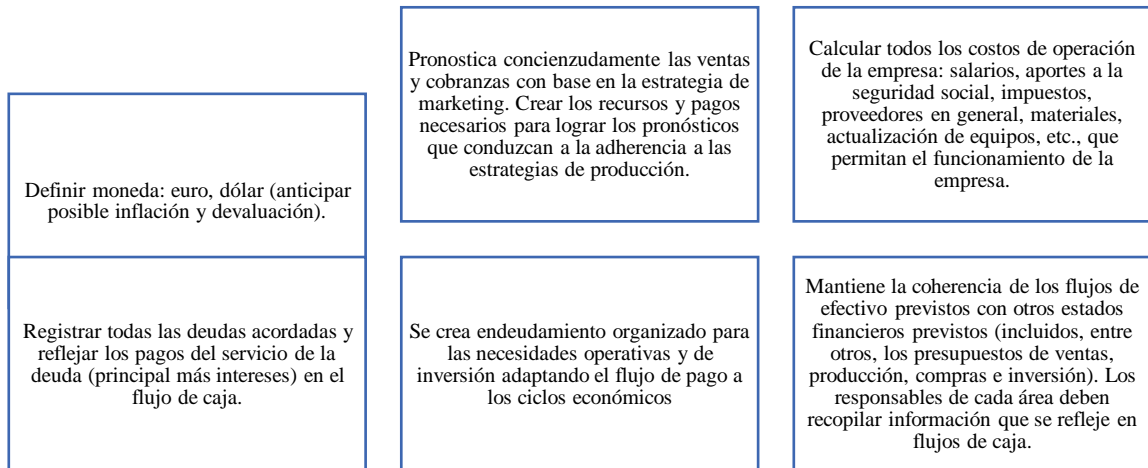 Definir moneda: euro, dólar (anticipar
posible inflación y devaluación).
Pronostica concienzudamente las ventas
y cobranzas con base en la estrategia de
marketing. Crear los recursos y pagos
necesarios para lograr los pronósticos
que conduzcan a la adherencia a las
estrategias de producción.
Calcular todos los costos de operación
de la empresa: salarios, aportes a la
seguridad social, impuestos,
proveedores en general, materiales,
actualización de equipos, etc., que
permitan el funcionamiento de la
empresa.
Registrar todas las deudas acordadas y
reflejar los pagos del servicio de la
deuda (principal más intereses) en el
flujo de caja.
Se crea endeudamiento organizado para
las necesidades operativas y de
inversión adaptando el flujo de pago a
los ciclos económicos
Mantiene la coherencia de los flujos de
efectivo previstos con otros estados
financieros previstos (incluidos, entre
otros, los presupuestos de ventas,
producción, compras e inversión). Los
responsables de cada área deben
recopilar información que se refleje en
flujos de caja.